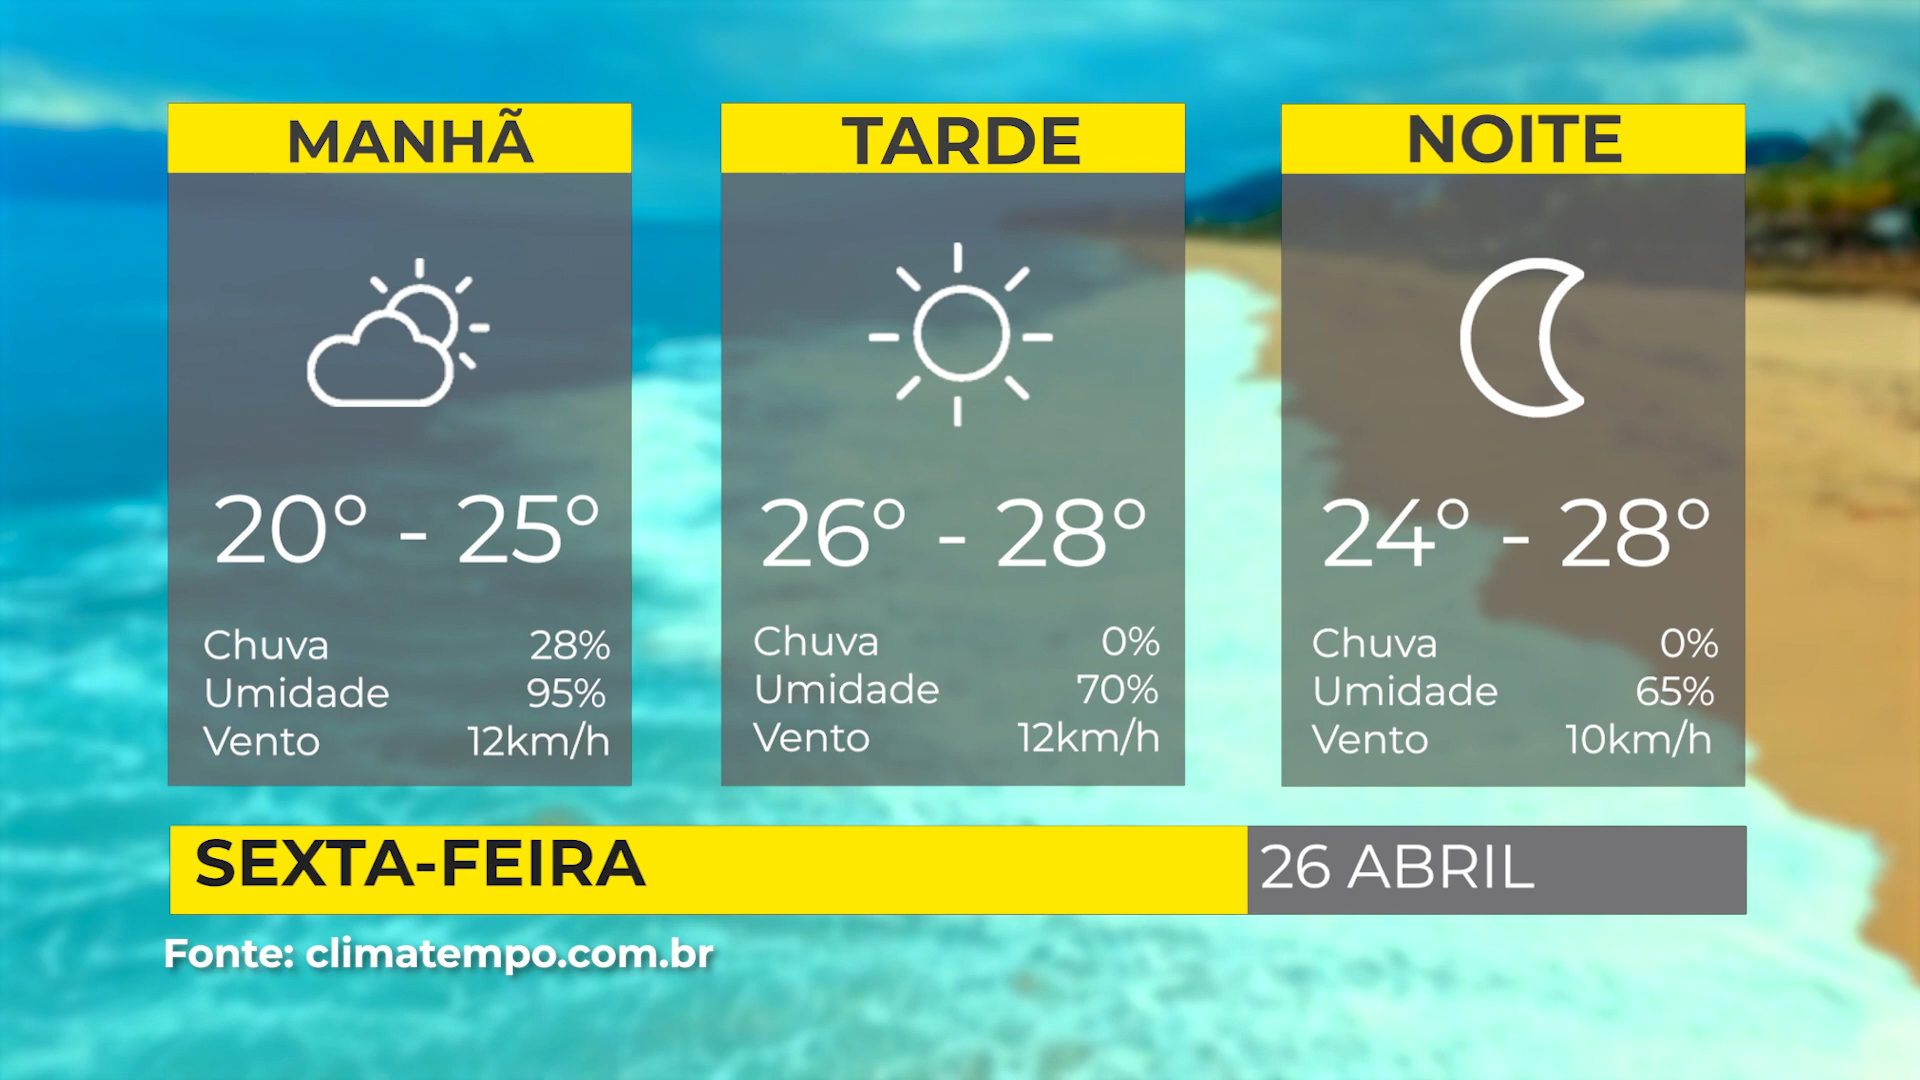 MANHÃ
20° - 25°
Chuva 28%
Umidade 95%
Vento 12km/h
TARDE
26° - 28°
Chuva 0%
Umidade 70%
Vento 12km/h
NOITE
24° - 28°
Chuva 0%
Umidade 65%
Vento 10km/h
SEXTA-FEIRA 26 ABRIL
Fonte: climatempo.com.br